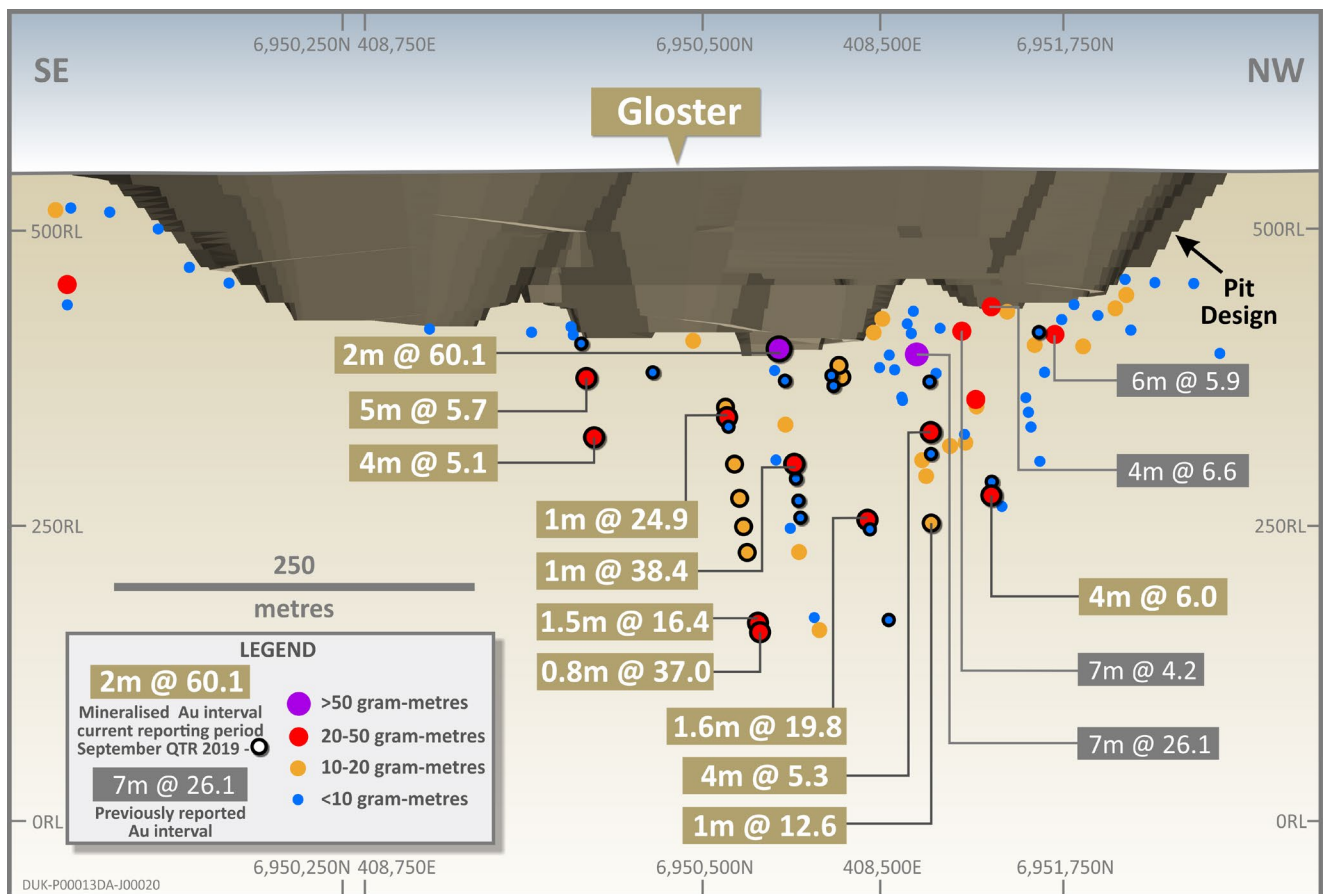 6,950,250N 408,750E
6,950,500N
408,500E
6,951,750N
SE
NW
Gloster
500RL
500RL
Pit
Design
2m @ 60.1
5m @ 5.7
4m @ 5.1
6m @ 5.9
4m @ 6.6
1m @ 24.9
250RL
250RL
1m @ 38.4
250
metres
4m @ 6.0
1.5m @ 16.4
0.8m @ 37.0
7m @ 4.2
1.6m @ 19.8
7m @ 26.1
4m @ 5.3
1m @ 12.6
LEGEND
2m @ 60.1
Mineralised Au interval
current reporting period
September QTR 2019 -
7m @ 26.1
Previously reported
Au interval
>50 gram-metres
20-50 gram-metres
10-20 gram-metres
<10 gram-metres
0RL
0RL
6,950,250N 408,750E
6,950,500N
408,500E
6,951,750N
DUK-P00013DA-J00020